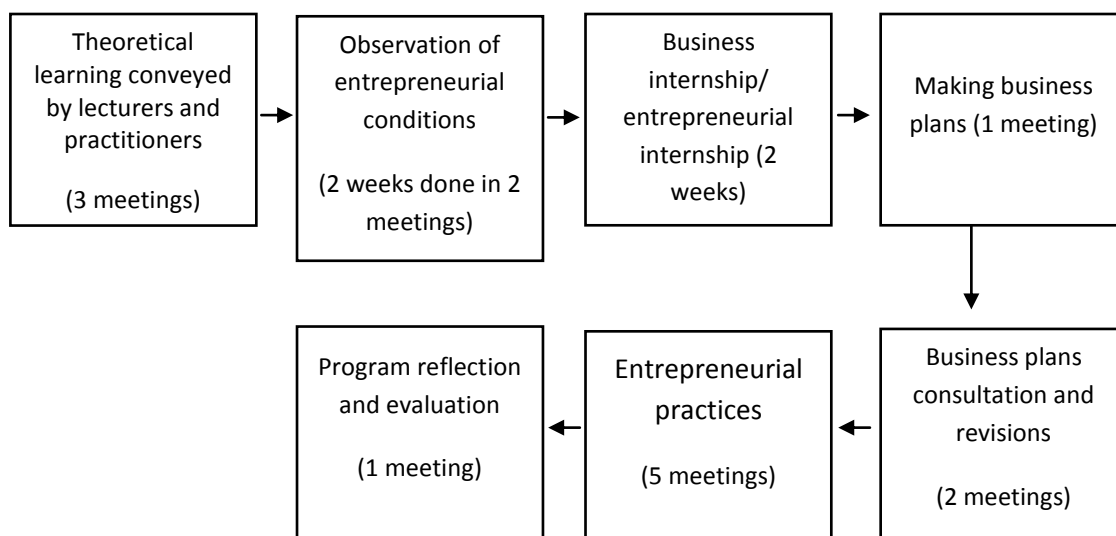 Theoretical
learning conveyed
by lecturers and
practitioners
(3 meetings)
Observation of
entrepreneurial
conditions
(2 weeks done in 2
meetings)
Business
internship/
entrepreneurial
internship (2
weeks)
Making business
plans (1 meeting)
Business plans
consultation and
revisions
(2 meetings)
Entrepreneurial
practices
(5 meetings)
Program reflection
and evaluation
(1 meeting)